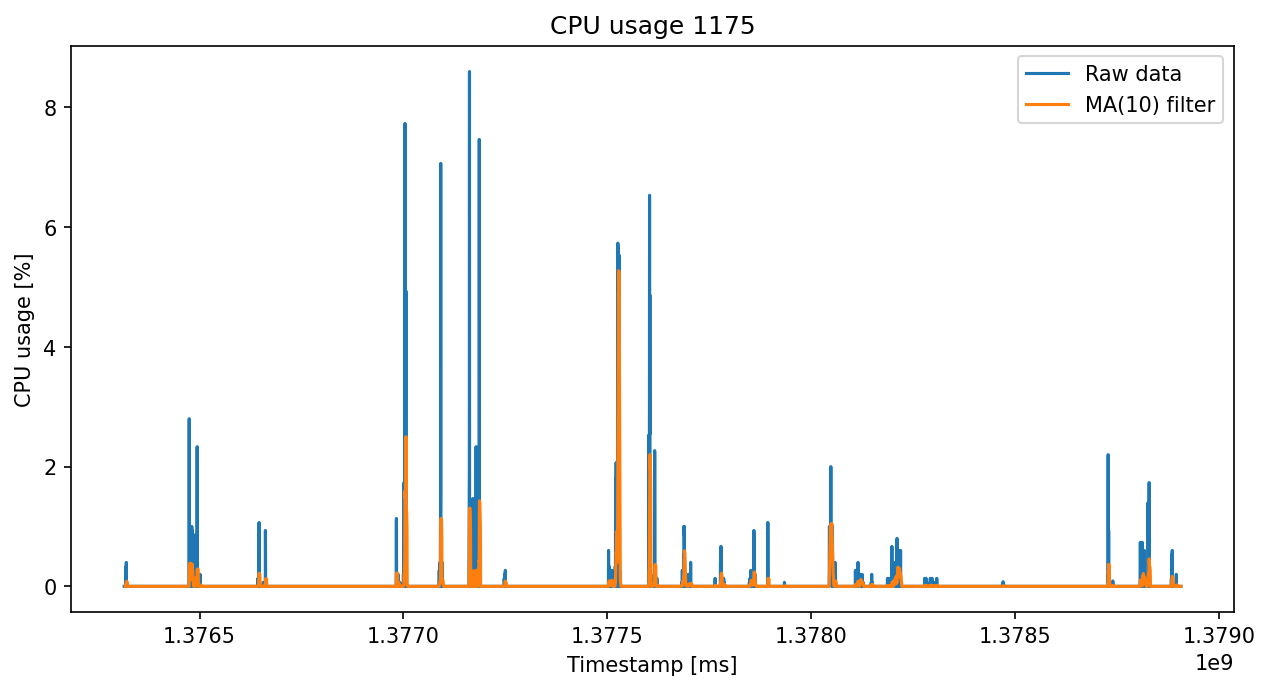 CPU usage 1175
Raw data
MA(10) filter
CPU usage [%]
8
6
4
2
0
1.3765 1.3770 1.3775 1.3780 1.3785 1.3790
1e9
Timestamp [ms]